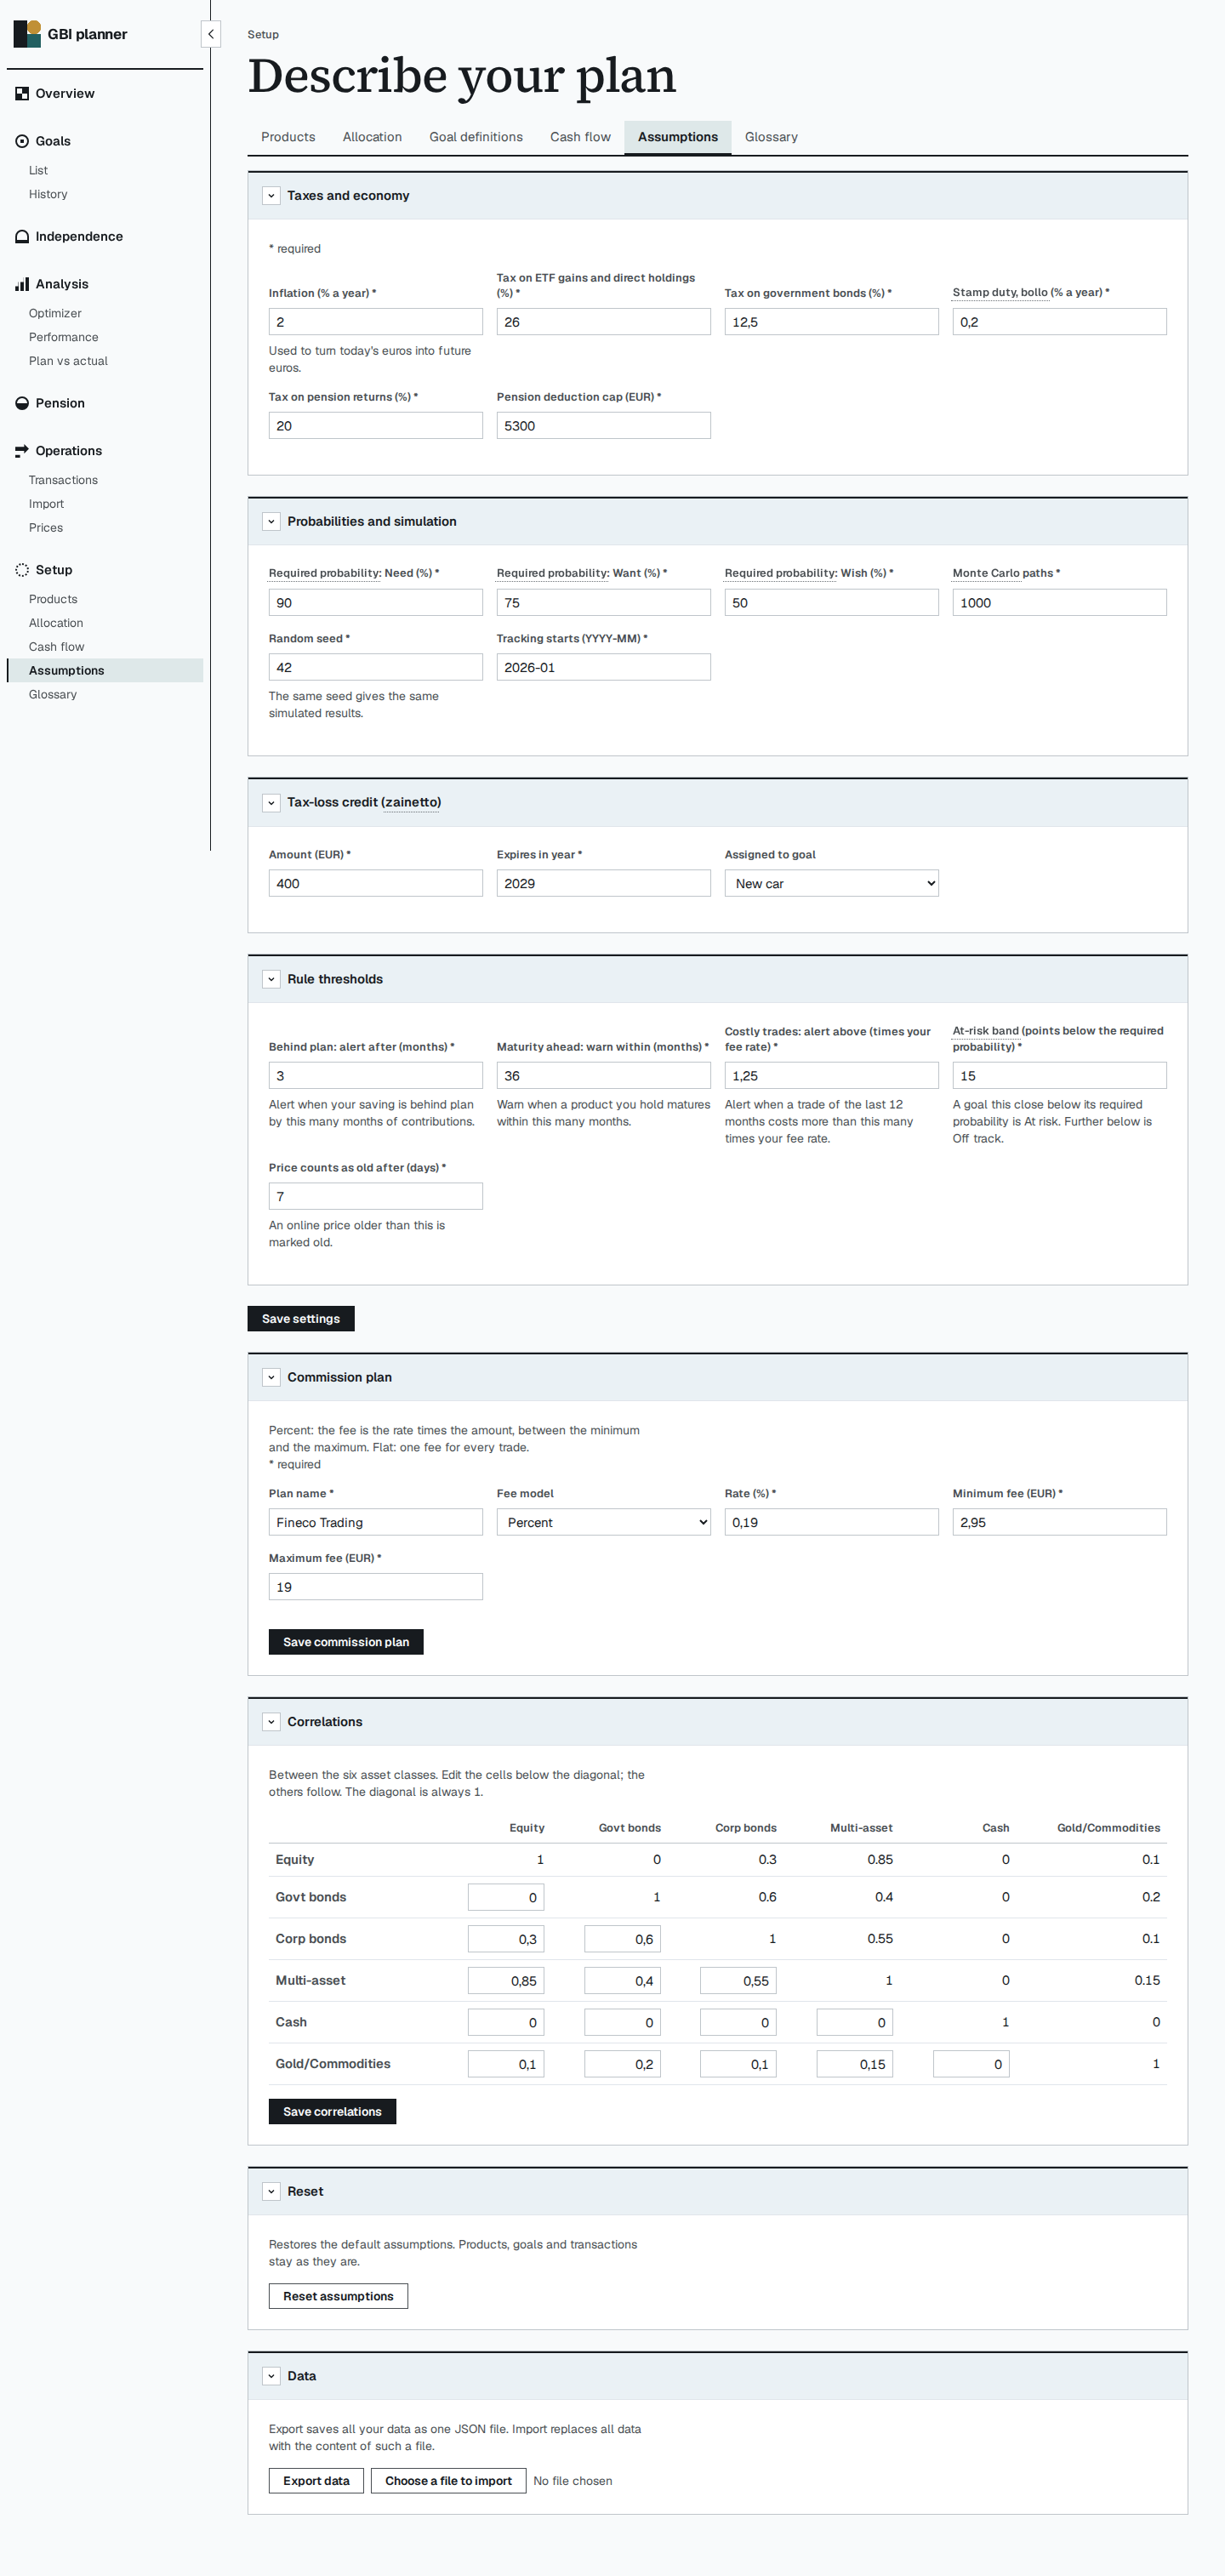 GBI planner
Overview
Goals
List
History
Independence
Analysis
Optimizer
Performance
Plan vs actual
Pension
Operations
Transactions
Import
Prices
Setup
Products
Allocation
Cash flow
Assumptions
Glossary
Setup
Describe your plan
Products Allocation Goal definitions Cash flow Assumptions Glossary
Taxes and economy
* required
Inflation (% a year) *
Tax on ETF gains and direct holdings
(%) *
Tax on government bonds (%) *
Stamp duty, bollo (% a year) *
2 26 12,5 0,2
Used to turn today's euros into future
euros.
Tax on pension returns (%) * Pension deduction cap (EUR) *
20 5300
Probabilities and simulation
Required probability: Need (%) * Required probability: Want (%) * Required probability: Wish (%) * Monte Carlo paths *
90 75 50 1000
Random seed * Tracking starts (YYYY-MM) *
42 2026-01
The same seed gives the same
simulated results.
Tax-loss credit (zainetto)
Amount (EUR) * Expires in year * Assigned to goal
400 2029 New car
Rule thresholds
Behind plan: alert after (months) *
Maturity ahead: warn within (months) *
Costly trades: alert above (times your
fee rate) *
At-risk band (points below the required
probability) *
3 36 1,25 15
Alert when your saving is behind plan
by this many months of contributions.
Warn when a product you hold matures
within this many months.
Alert when a trade of the last 12
months costs more than this many
times your fee rate.
A goal this close below its required
probability is At risk. Further below is
Off track.
Price counts as old after (days) *
7
An online price older than this is
marked old.
Save settings
Commission plan
Percent: the fee is the rate times the amount, between the minimum
and the maximum. Flat: one fee for every trade.
* required
Plan name * Fee model Rate (%) * Minimum fee (EUR) *
Fineco Trading Percent 0,19 2,95
Maximum fee (EUR) *
19
Save commission plan
Correlations
Between the six asset classes. Edit the cells below the diagonal; the
others follow. The diagonal is always 1.
Equity Govt bonds Corp bonds Multi-asset Cash Gold/Commodities
Equity 1 0 0.3 0.85 0 0.1
Govt bonds 0 1 0.6 0.4 0 0.2
Corp bonds 0,3 0,6 1 0.55 0 0.1
Multi-asset 0,85 0,4 0,55 1 0 0.15
Cash 0 0 0 0 1 0
Gold/Commodities 0,1 0,2 0,1 0,15 0 1
Save correlations
Reset
Restores the default assumptions. Products, goals and transactions
stay as they are.
Reset assumptions
Data
Export saves all your data as one JSON file. Import replaces all data
with the content of such a file.
Export data Choose a file to import No file chosen